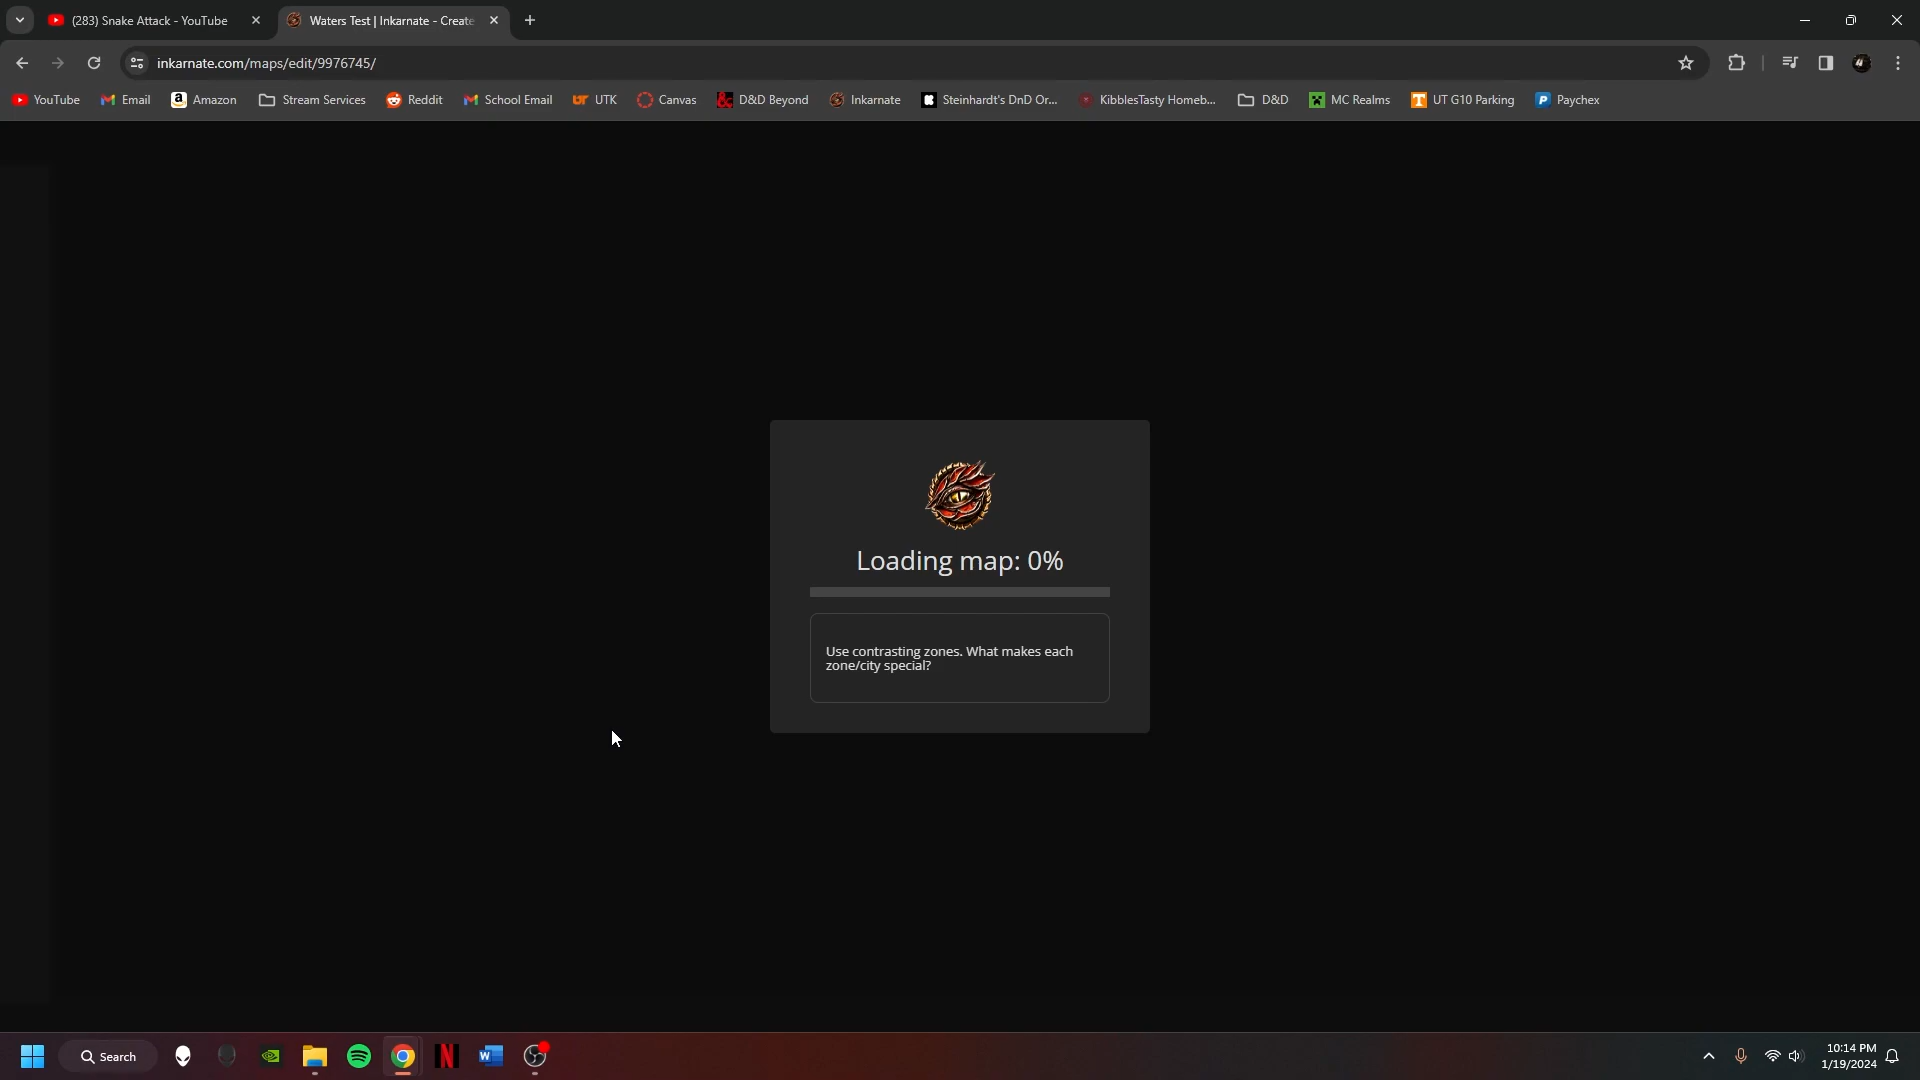 (283) Snake Attack - YouTube
Waters Test | Inkarnate - Create
inkarnate.com/maps/edit/9976745/
YouTube
Email
Amazon
Stream Services
Reddit
School Email
UTK
Canvas
D&D Beyond
Inkarnate
Steinhardt's DnD Or...
KibblesTasty Homeb...
D&D
MC Realms
UT G10 Parking
Paychex
Loading map: 0%
Use contrasting zones. What makes each
zone/city special?
Search
10:14 PM
1/19/2024